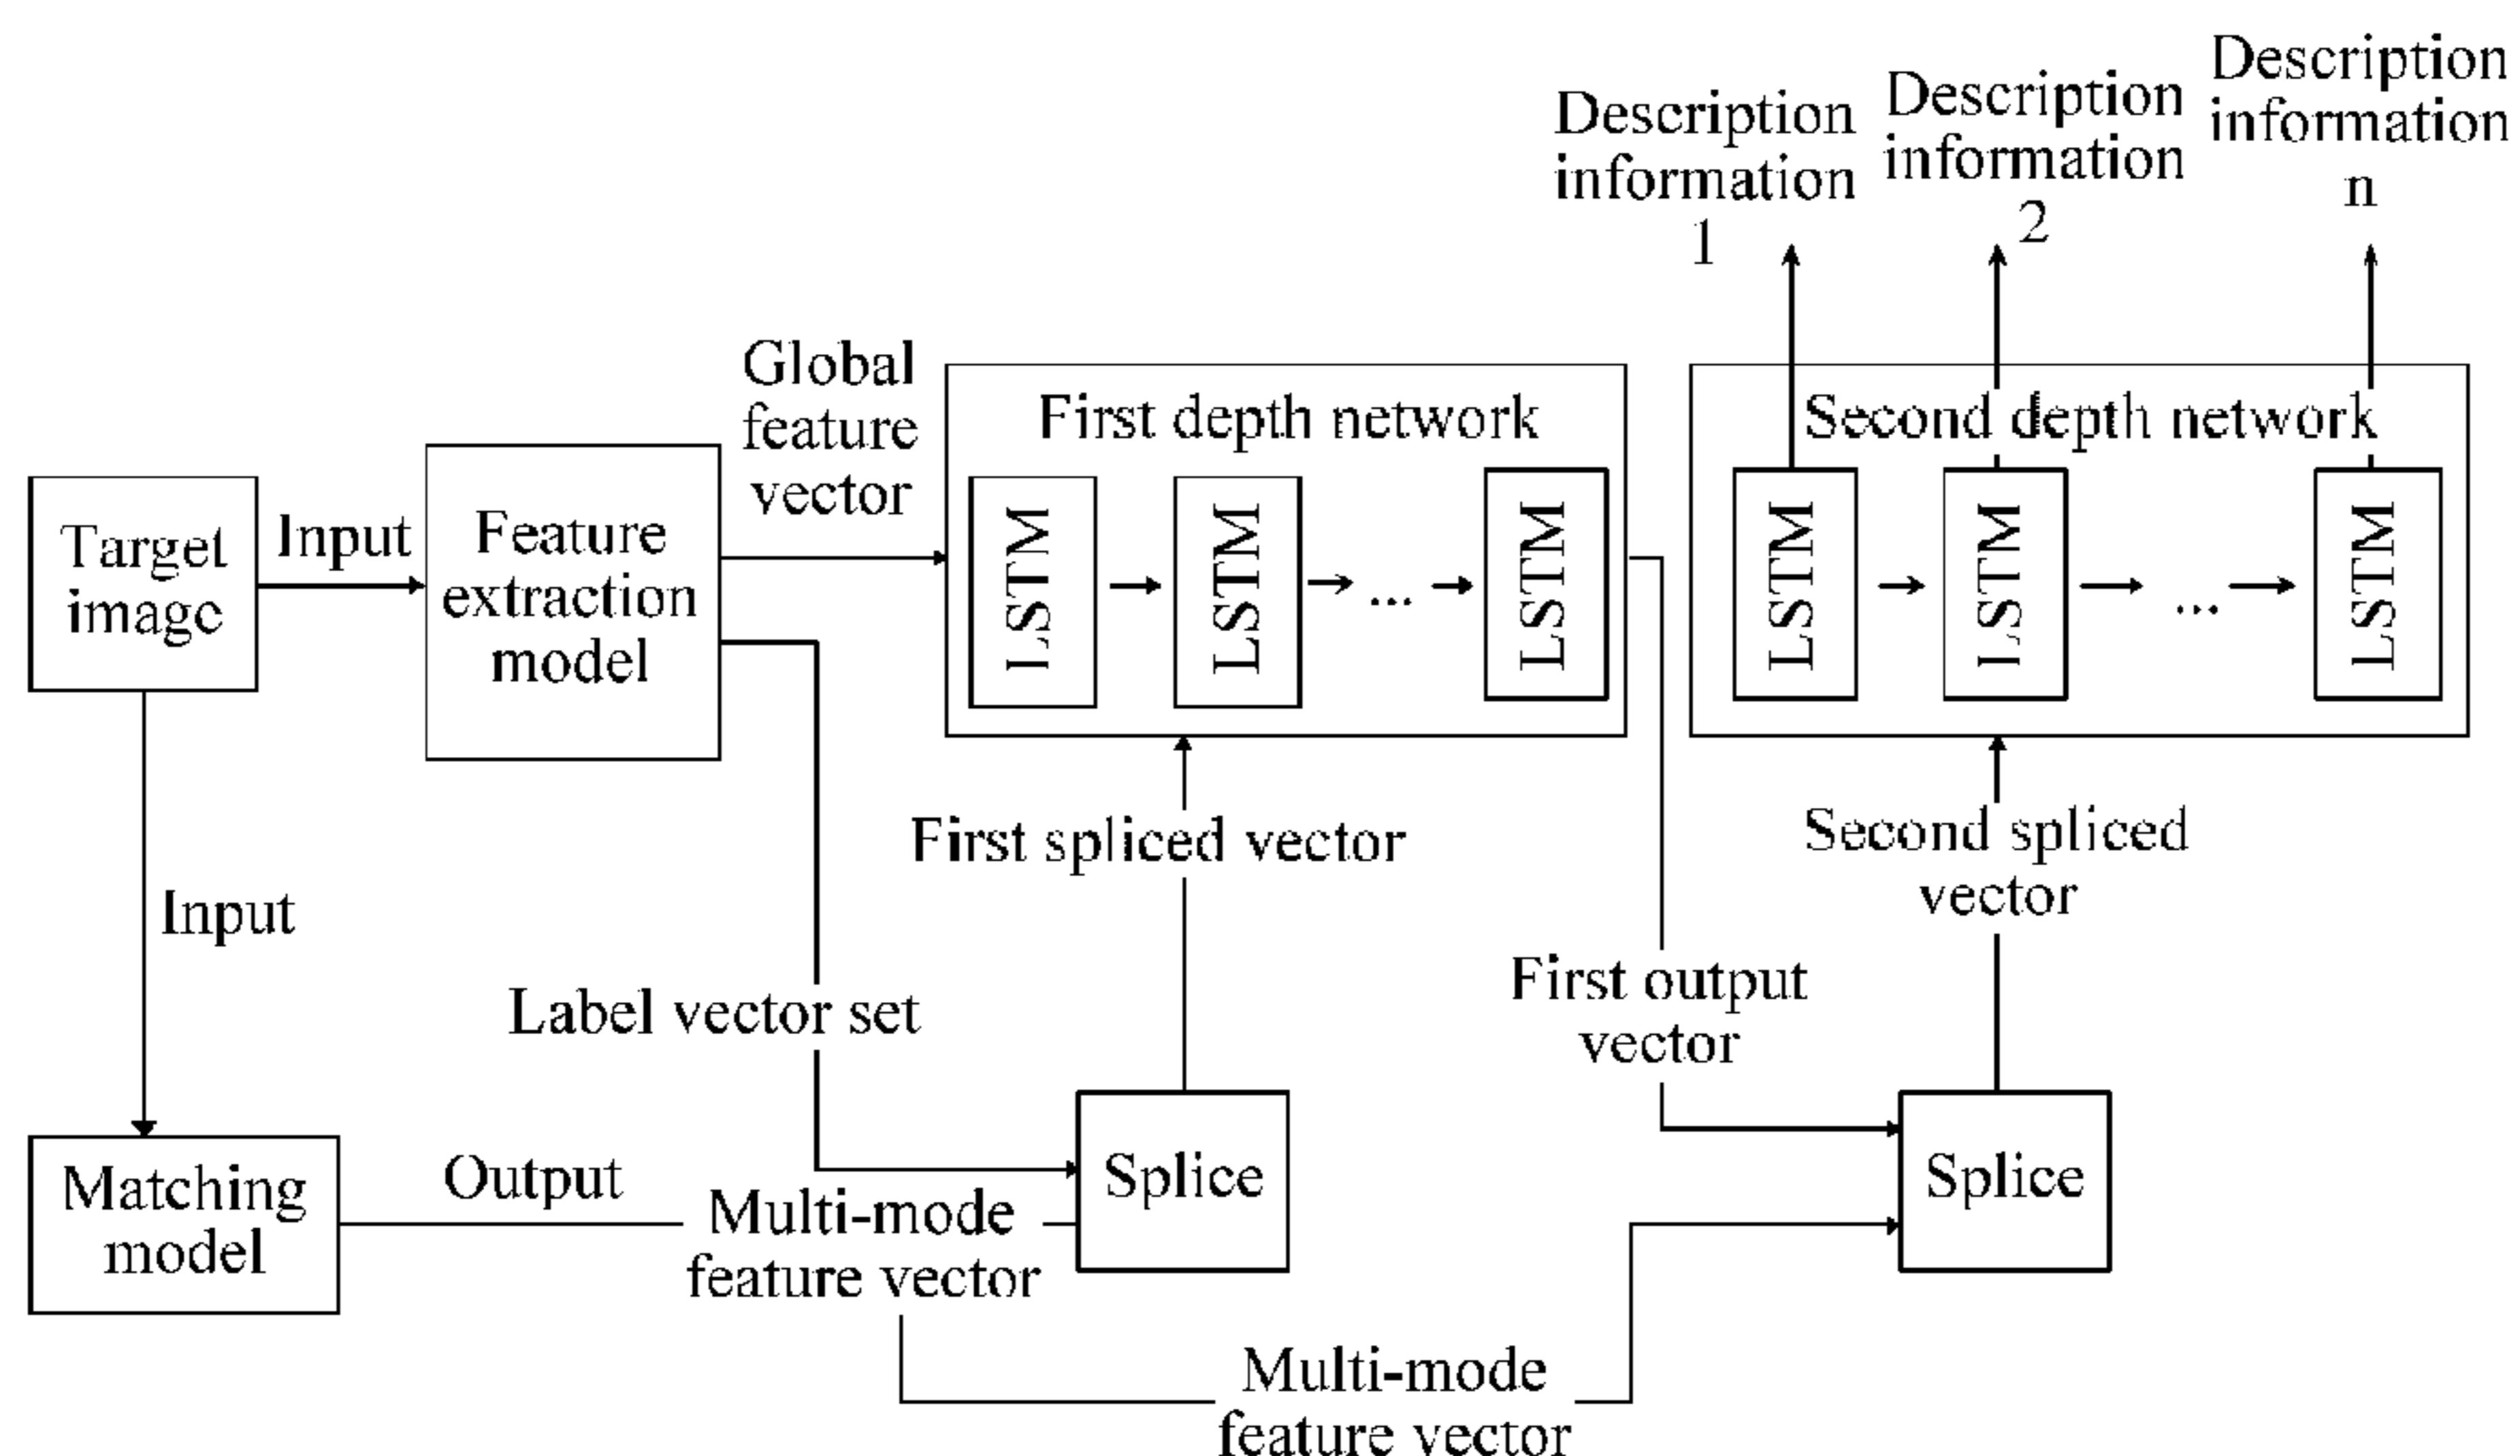 Description
information
1
Description
information
2
Description
information
n
Global
feature
vector
First depth network
Second depth network
Target
image
Input
Feature
extraction
model
LSTM
LSTM
...
LSTM
LSTM
LSTM
...
LSTM
First spliced vector
Second spliced
vector
Input
Label vector set
First output
vector
Matching
model
Output
Multi-mode
feature vector
Splice
Splice
Multi-mode
feature vector